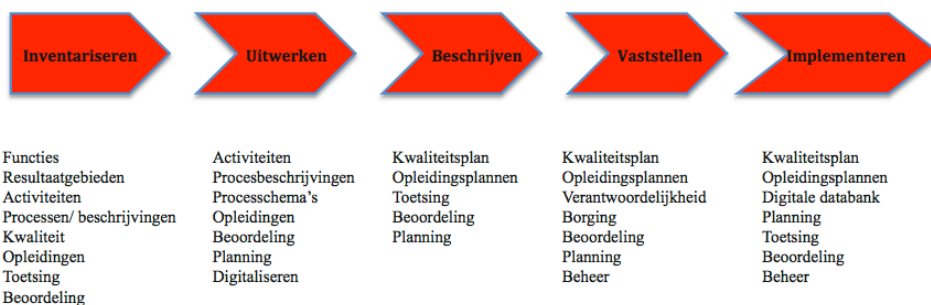 Inventariseren
Uitwerken
Beschrijven
Vaststellen
Implementeren
Functies
Resultaatgebieden
Activiteiten
Processen/ beschrijvingen
Kwaliteit
Opleidingen
Toetsing
Beoordeling
Activiteiten
Procesbeschrijvingen
Processchema’s
Opleidingen
Beoordeling
Planning
Digitaliseren
Kwaliteitsplan
Opleidingsplannen
Toetsing
Beoordeling
Planning
Kwaliteitsplan
Opleidingsplannen
Verantwoordelijkheid
Borging
Beoordeling
Planning
Beheer
Kwaliteitsplan
Opleidingsplannen
Digitale databank
Planning
Toetsing
Beoordeling
Beheer